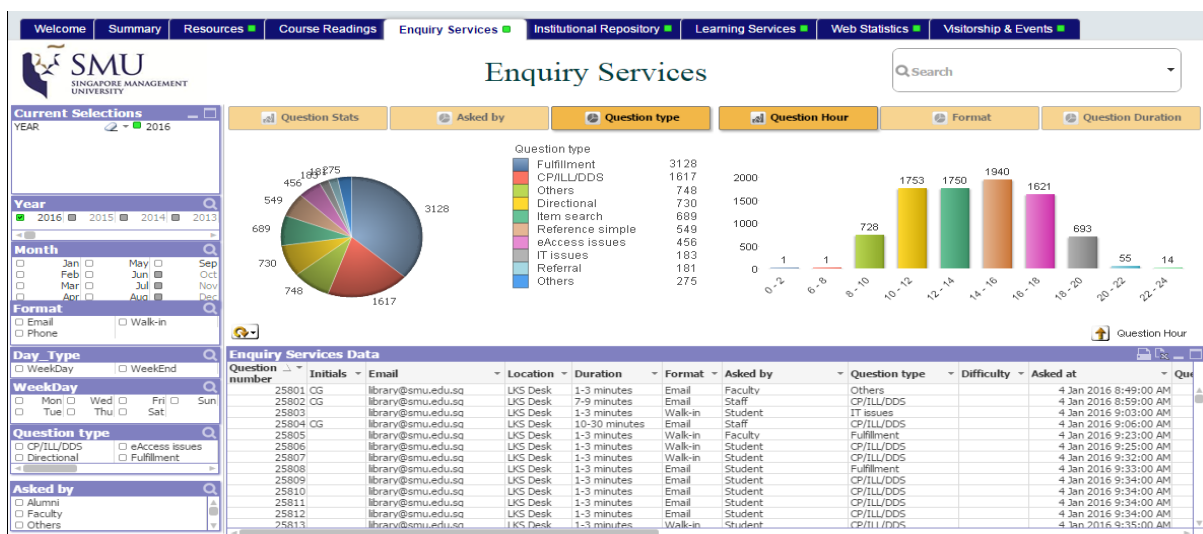 Welcome Summary Resources Course Readings Enquiry Services Institutional Repository Learning Services Web Statistics Visitorship & Events
SMU
SINGAPORE MANAGEMENT
UNIVERSITY
Enquiry Services
Search
Current Selections
YEAR 2016
Year
2016 2015 2014 2013
Month
Jan May Sep
Feb Jun Oct
Mar Jul Nov
Apr Aug Dec
Format
Email Walk-in
Phone
Day_Type
WeekDay WeekEnd
WeekDay
Mon Wed Fri Sun
Tue Thu Sat
Question type
CP/ILL/DDS eAccess issues
Directional Fulfillment
Asked by
Alumni
Faculty
Others
Question Stats Asked by Question type Question Hour Format Question Duration
3128
1617
748
730
689
549
456
183
275
Question type
Fulfillment 3128
CP/ILL/DDS 1617
Others 748
Directional 730
Item search 689
Reference simple 549
eAccess issues 456
IT issues 183
Referral 181
Others 275
2000
1500
1000
500
0
1 1 728 1753 1750 1940 1621 693 55 14
0 - 2 6 - 8 8 - 10 10 - 12 12 - 14 14 - 16 16 - 18 18 - 20 20 - 22 22 - 24
Question Hour
Enquiry Services Data
Question number Initials Email Location Duration Format Asked by Question type Difficulty Asked at Que
25801 CG library@smu.edu.sg LKS Desk 1-3 minutes Email Faculty Others 4 Jan 2016 8:49:00 AM
25802 CG library@smu.edu.sg LKS Desk 7-9 minutes Email Staff CP/ILL/DDS 4 Jan 2016 8:59:00 AM
25803 library@smu.edu.sg LKS Desk 1-3 minutes Walk-in Student IT issues 4 Jan 2016 9:03:00 AM
25804 CG library@smu.edu.sg LKS Desk 10-30 minutes Email Staff CP/ILL/DDS 4 Jan 2016 9:06:00 AM
25805 library@smu.edu.sg LKS Desk 1-3 minutes Walk-in Faculty Fulfillment 4 Jan 2016 9:23:00 AM
25806 library@smu.edu.sg LKS Desk 1-3 minutes Walk-in Student CP/ILL/DDS 4 Jan 2016 9:25:00 AM
25807 library@smu.edu.sg LKS Desk 1-3 minutes Walk-in Student CP/ILL/DDS 4 Jan 2016 9:32:00 AM
25808 library@smu.edu.sg LKS Desk 1-3 minutes Email Student Fulfillment 4 Jan 2016 9:33:00 AM
25809 library@smu.edu.sg LKS Desk 1-3 minutes Email Student CP/ILL/DDS 4 Jan 2016 9:34:00 AM
25810 library@smu.edu.sg LKS Desk 1-3 minutes Email Student CP/ILL/DDS 4 Jan 2016 9:34:00 AM
25811 library@smu.edu.sg LKS Desk 1-3 minutes Email Student CP/ILL/DDS 4 Jan 2016 9:34:00 AM
25812 library@smu.edu.sg LKS Desk 1-3 minutes Email Student CP/ILL/DDS 4 Jan 2016 9:34:00 AM
25813 library@smu.edu.sg LKS Desk 1-3 minutes Walk-in Student CP/ILL/DDS 4 Jan 2016 9:35:00 AM